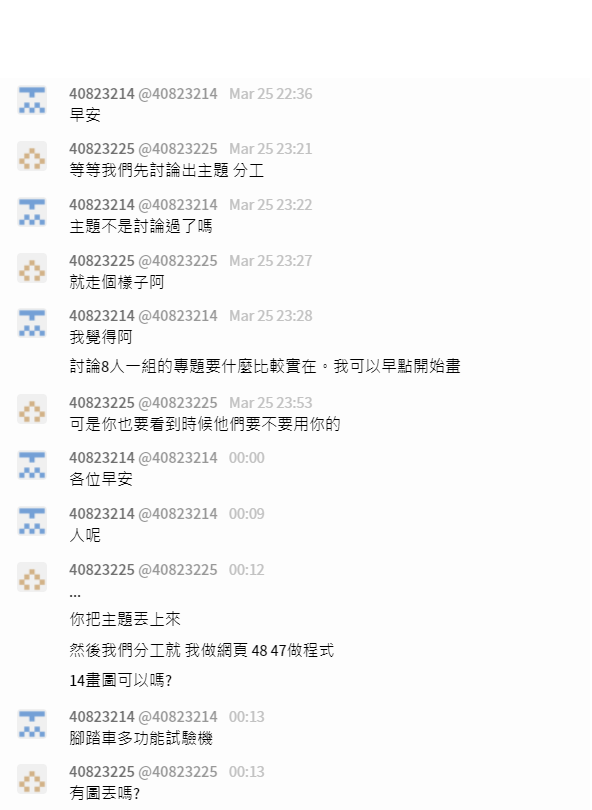 40823214 @40823214 Mar 25 22:36
早安
40823225 @40823225 Mar 25 23:21
等等我們先討論出主題 分工
40823214 @40823214 Mar 25 23:22
主題不是討論過了嗎
40823225 @40823225 Mar 25 23:27
就走個樣子阿
40823214 @40823214 Mar 25 23:28
我覺得阿
討論8人一組的專題要什麼比較實在。我可以早點開始畫
40823225 @40823225 Mar 25 23:53
可是你也要看到時候他們要不要用你的
40823214 @40823214 00:00
各位早安
40823214 @40823214 00:09
人呢
40823225 @40823225 00:12
...
你把主題丟上來
然後我們分工就 我做網頁 48 47做程式
14畫圖可以嗎?
40823214 @40823214 00:13
腳踏車多功能試驗機
40823225 @40823225 00:13
有圖丟嗎?